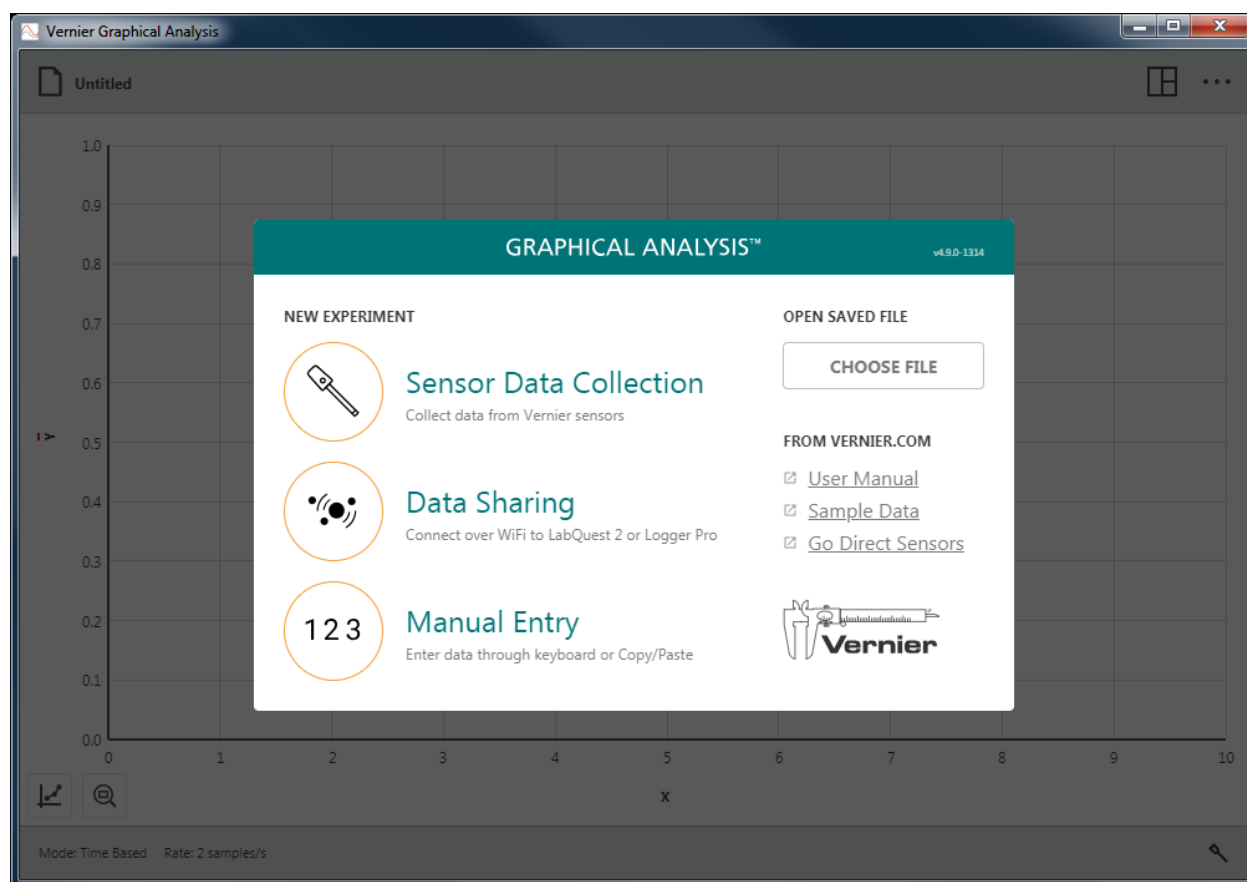 Vernier Graphical Analysis
Untitled
GRAPHICAL ANALYSIS™
v4.9.0-1314
NEW EXPERIMENT
Sensor Data Collection
Collect data from Vernier sensors
Data Sharing
Connect over WiFi to LabQuest 2 or Logger Pro
123
Manual Entry
Enter data through keyboard or Copy/Paste
OPEN SAVED FILE
CHOOSE FILE
FROM VERNIER.COM
User Manual
Sample Data
Go Direct Sensors
Vernier
1.0
0.9
0.8
0.7
0.6
0.5
0.4
0.3
0.2
0.1
0.0
Y
0 1 2 3 4 5 6 7 8 9 10
X
Mode: Time Based Rate: 2 samples/s